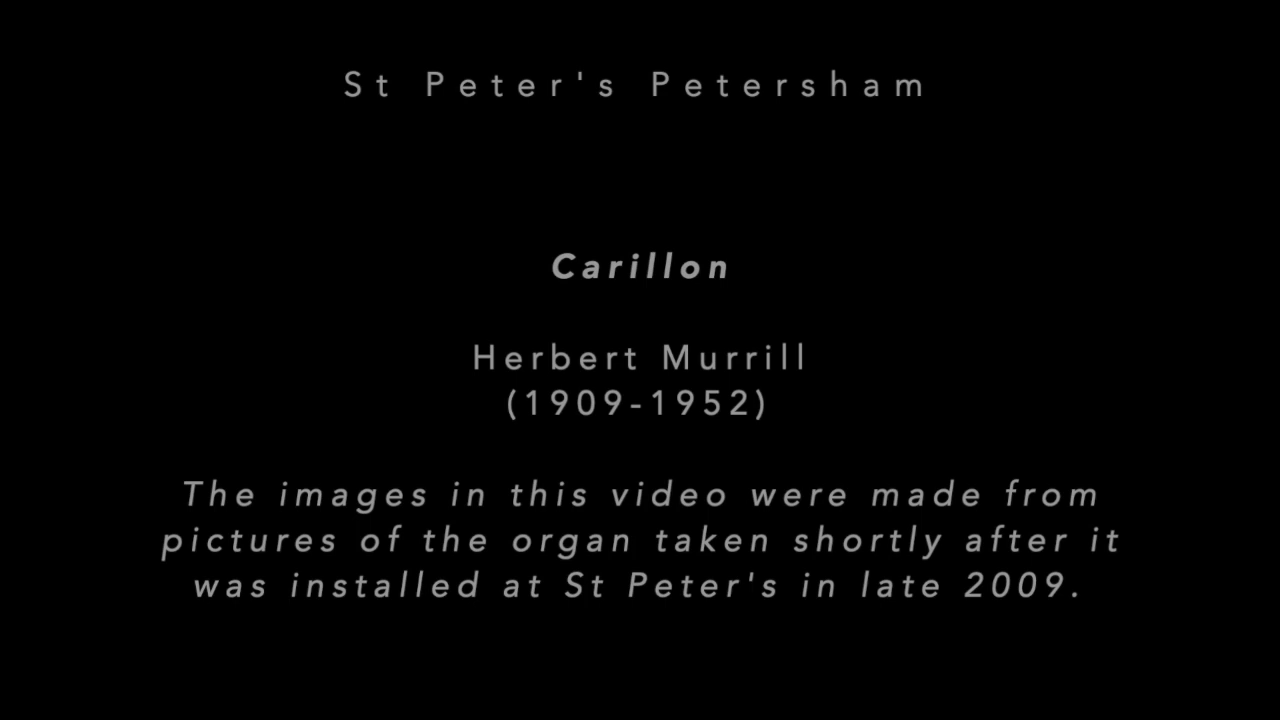 St Peter's Petersham
Carillon
Herbert Murrill
(1909-1952)
The images in this video were made from
pictures of the organ taken shortly after it
was installed at St Peter's in late 2009.